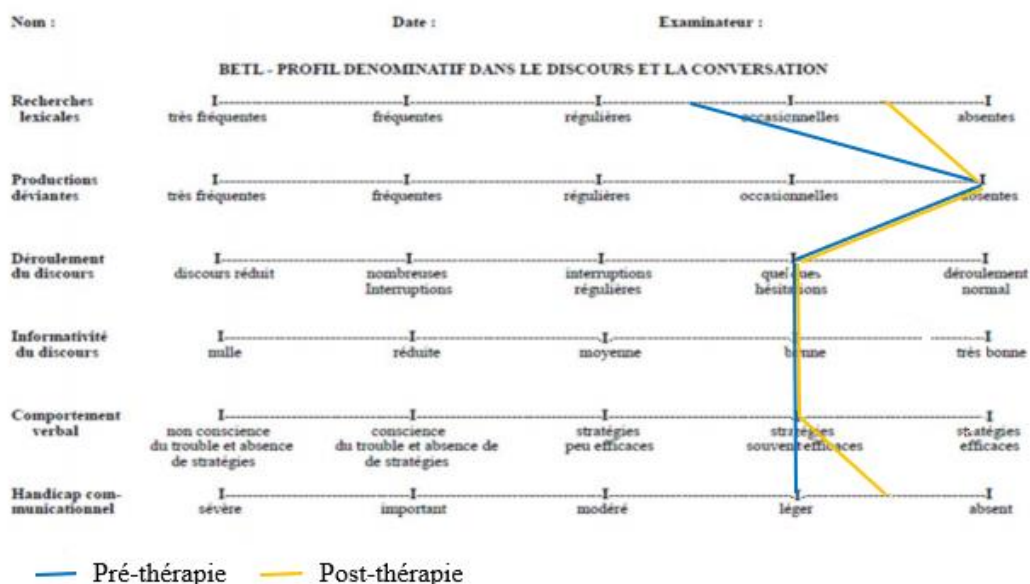 Nom : Date : Examinateur :
BETL - PROFIL DENOMINATIF DANS LE DISCOURS ET LA CONVERSATION
Recherches
lexicales
I I I I I
très fréquentes fréquentes régulières occasionnelles absentes
Productions
déviantes
I I I I I
très fréquentes fréquentes régulières occasionnelles absentes
Déroulement
du discours
I I I I I
discours réduit nombreuses interruptions quelques déroulement
Interruptions régulières hésitations normal
Informativité
du discours
I I I I I
nulle réduite moyenne bonne très bonne
Comportement
verbal
I I I I I
non conscience conscience stratégies stratégies stratégies
du trouble et absence du trouble et absence de peu efficaces souvent efficaces efficaces
de stratégies de stratégies
Handicap com-
municationnel
I I I I I
sévère important modéré léger absent
Pré-thérapie Post-thérapie